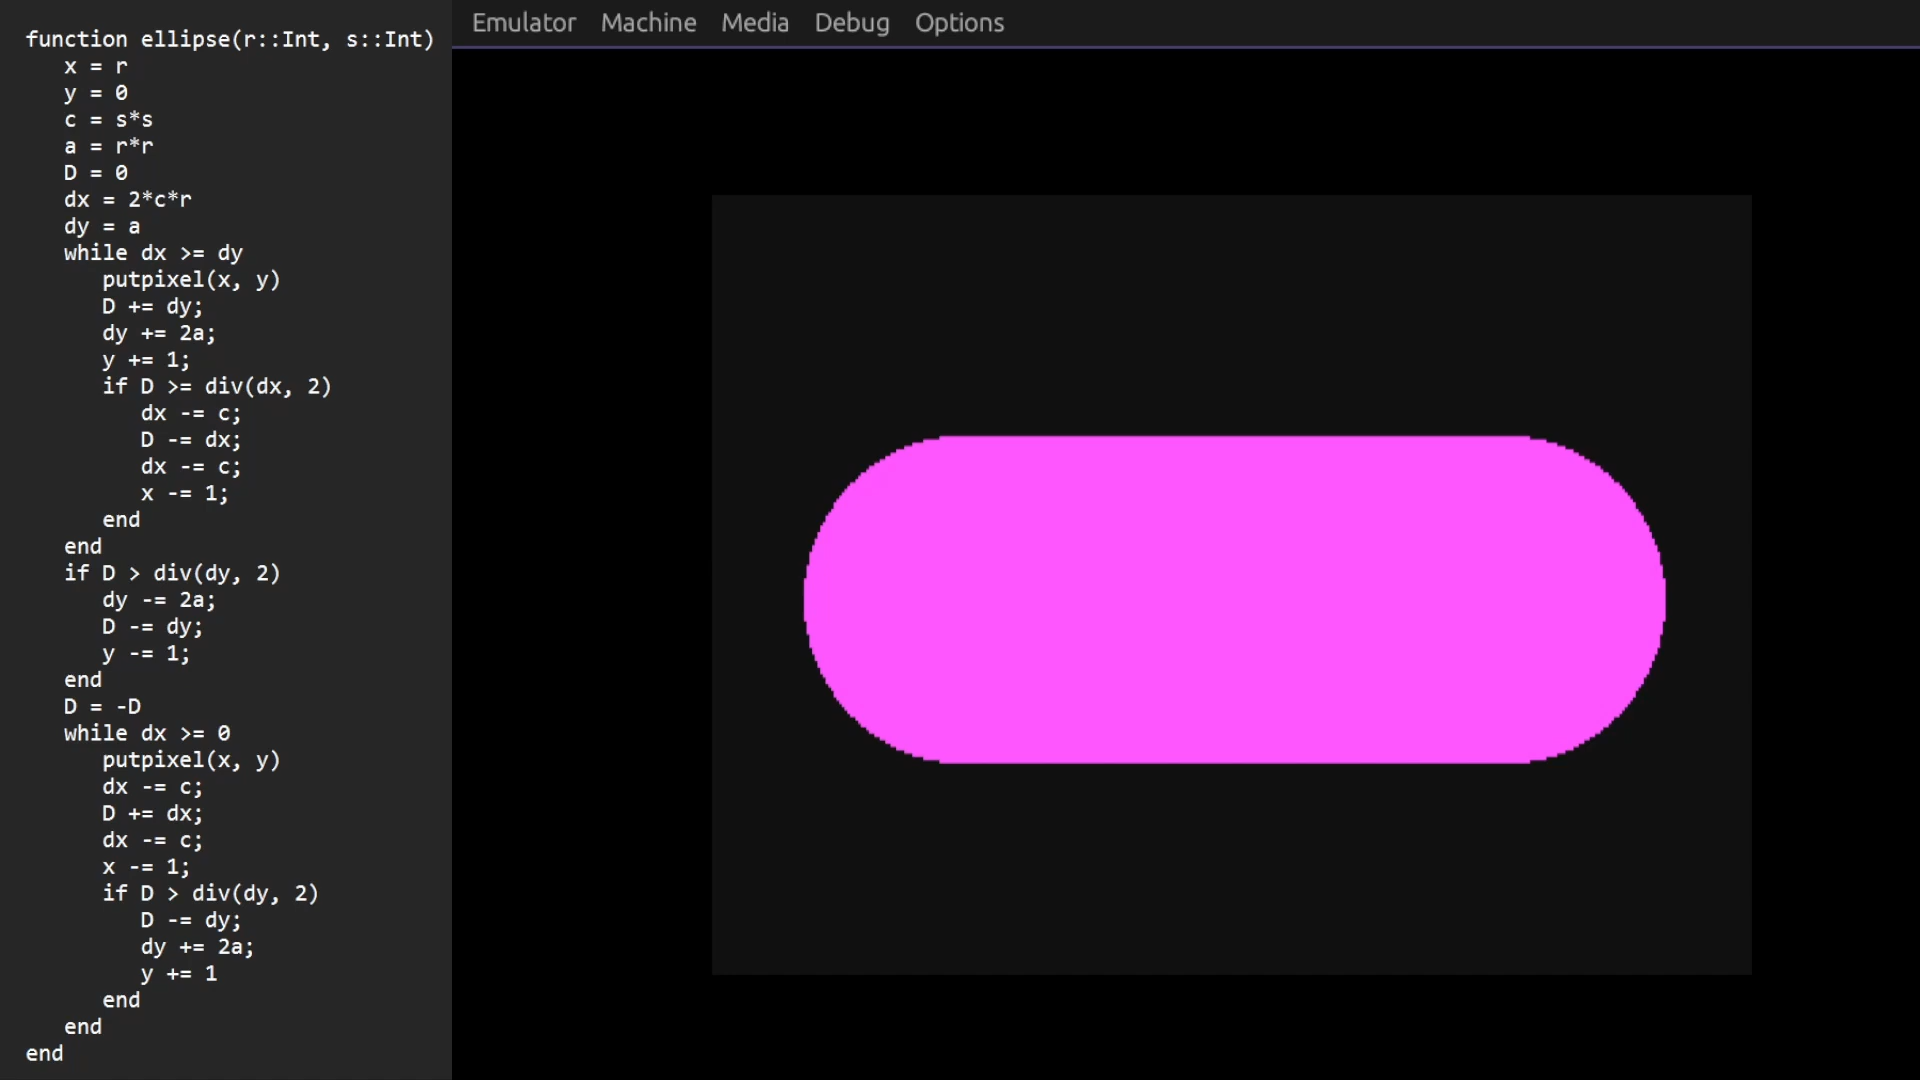 function ellipse(r::Int, s::Int)
   x = r
   y = 0
   c = s*s
   a = r*r
   D = 0
   dx = 2*c*r
   dy = a
   while dx >= dy
      putpixel(x, y)
      D += dy;
      dy += 2a;
      y += 1;
      if D >= div(dx, 2)
         dx -= c;
         D -= dx;
         dx -= c;
         x -= 1;
      end
   end
   if D > div(dy, 2)
      dy -= 2a;
      D -= dy;
      y -= 1;
   end
   D = -D
   while dx >= 0
      putpixel(x, y)
      dx -= c;
      D += dx;
      dx -= c;
      x -= 1;
      if D > div(dy, 2)
         D -= dy;
         dy += 2a;
         y += 1
      end
   end
end
Emulator Machine Media Debug Options